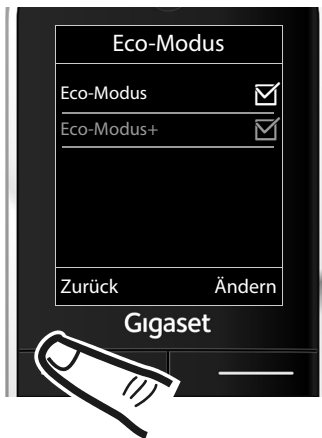 Eco-Modus
Eco-Modus
Eco-Modus+
Zurück Ändern
Gigaset